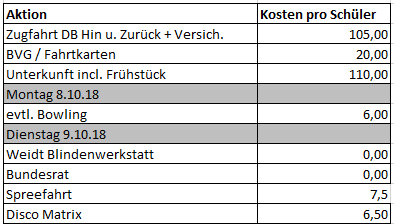 Aktion Kosten pro Schüler
Zugfahrt DB Hin u. Zurück + Versich. 105,00
BVG / Fahrtkarten 20,00
Unterkunft incl. Frühstück 110,00
Montag 8.10.18
evtl. Bowling 6,00
Dienstag 9.10.18
Weidt Blindenwerkstatt 0,00
Bundesrat 0,00
Spreefahrt 7,5
Disco Matrix 6,50